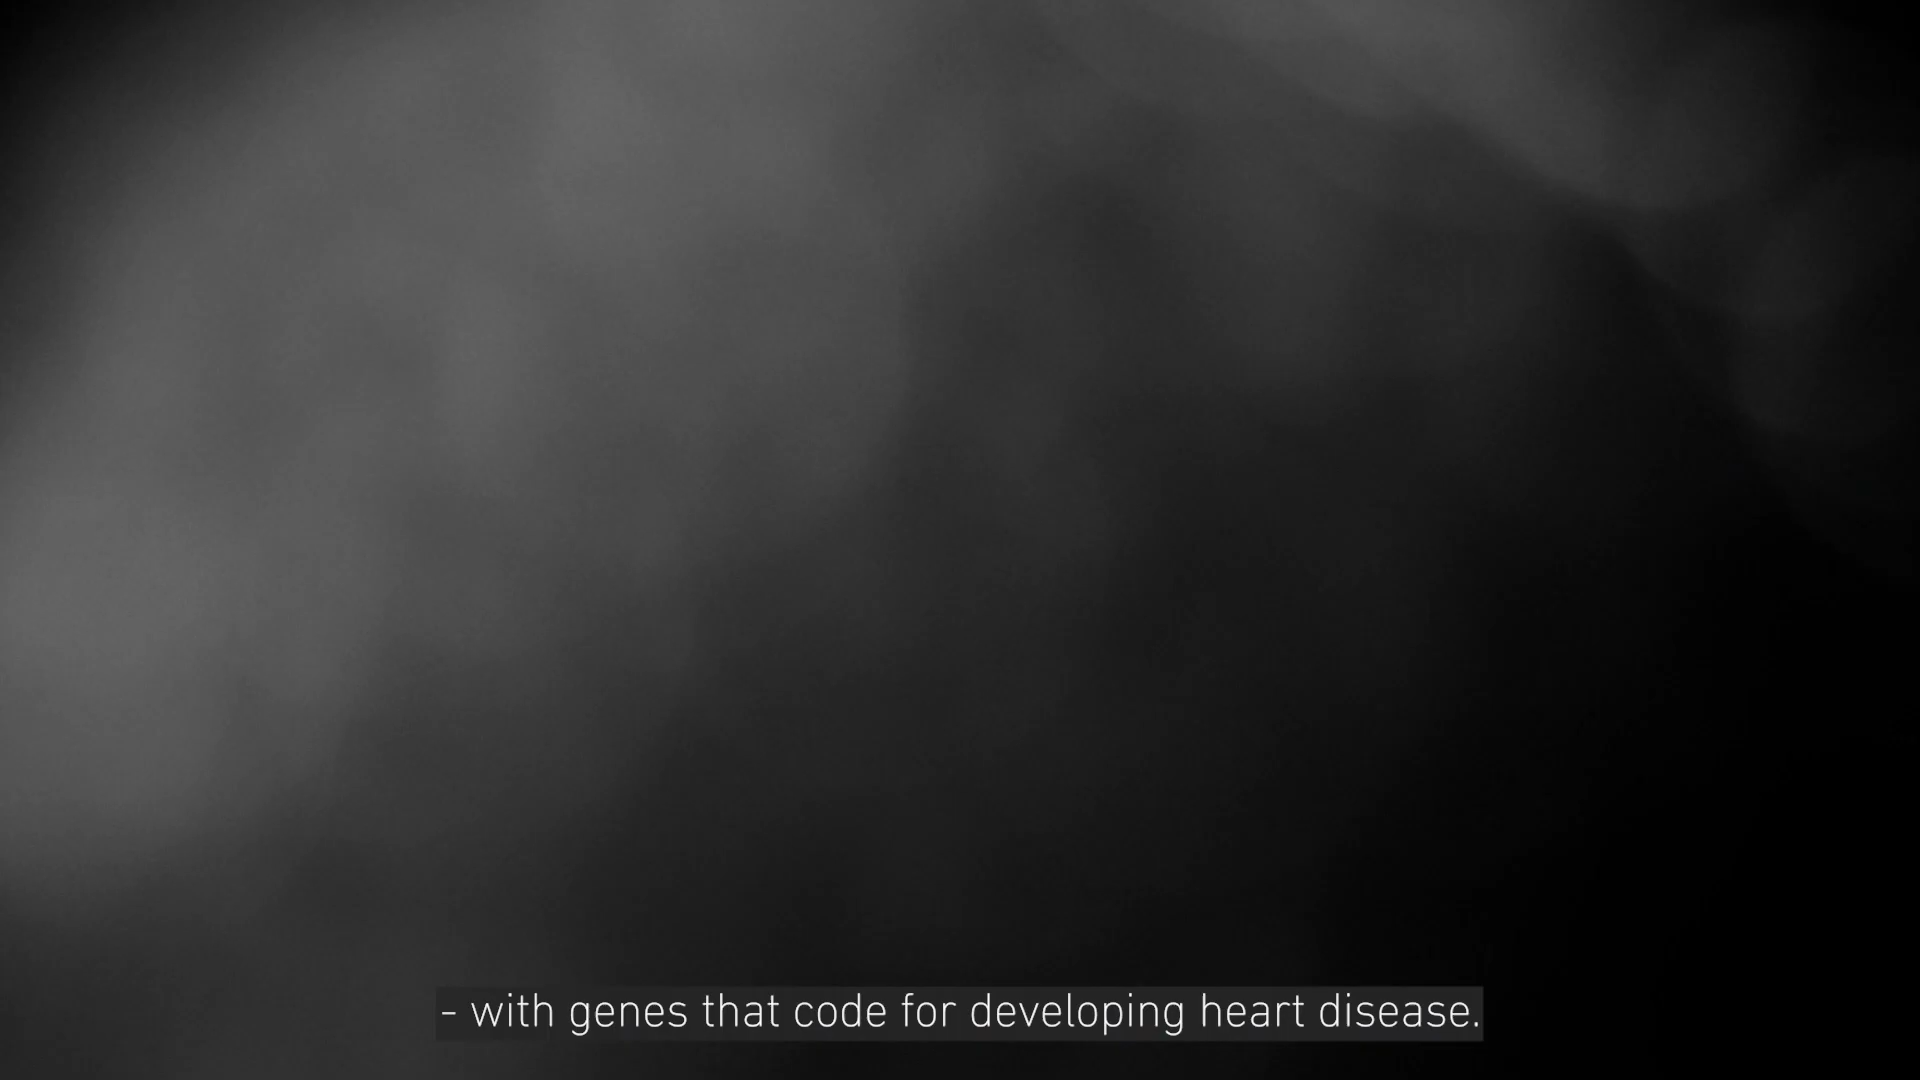 - with genes that code for developing heart disease.